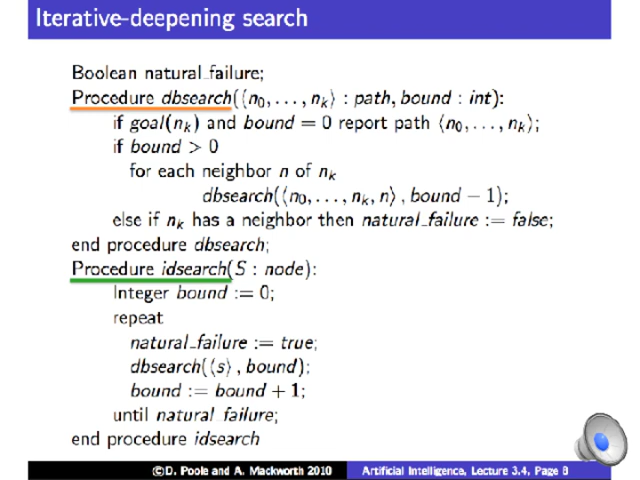 Iterative-deepening search
Boolean natural_failure;
Procedure dbsearch(⟨n₀, . . . , nₖ⟩ : path, bound : int):
if goal(nₖ) and bound = 0 report path ⟨n₀, . . . , nₖ⟩;
if bound > 0
for each neighbor n of nₖ
dbsearch(⟨n₀, . . . , nₖ, n⟩ , bound − 1);
else if nₖ has a neighbor then natural_failure := false;
end procedure dbsearch;
Procedure idsearch(S : node):
Integer bound := 0;
repeat
natural_failure := true;
dbsearch(⟨s⟩ , bound);
bound := bound + 1;
until natural_failure;
end procedure idsearch
©D. Poole and A. Mackworth 2010 Artificial Intelligence, Lecture 3.4, Page 8